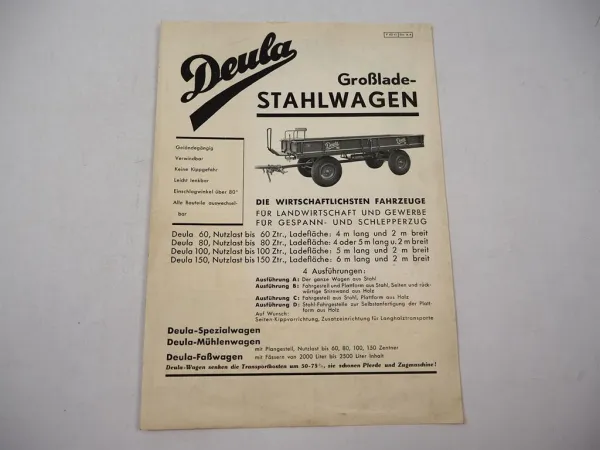 Deula
Großlade-
STAHLWAGEN
Geländegängig
Verwindbar
Keine Kippgefahr
Leicht lenkbar
Einschlagwinkel über 80°
Alle Bauteile auswechsel-
bar
Deula
DIE WIRTSCHAFTLICHSTEN FAHRZEUGE
FÜR LANDWIRTSCHAFT UND GEWERBE
FÜR GESPANN- UND SCHLEPPERZUG
Deula 60, Nutzlast bis 60 Ztr., Ladefläche: 4 m lang und 2 m breit
Deula 80, Nutzlast bis 80 Ztr., Ladefläche: 4 oder 5 m lang u. 2 m breit
Deula 100, Nutzlast bis 100 Ztr., Ladefläche: 5 m lang und 2 m breit
Deula 150, Nutzlast bis 150 Ztr., Ladefläche: 6 m lang und 2 m breit
4 Ausführungen:
Ausführung A: Der ganze Wagen aus Stahl
Ausführung B: Fahrgestell und Plattform aus Stahl, Seiten und rück-
wärtige Stirnwand aus Holz
Ausführung C: Fahrgestell aus Stahl, Plattform aus Holz
Ausführung D: Stahl-Fahrgestelle zur Selbstanfertigung der Platt-
form aus Holz
Auf Wunsch:
Seiten-Kippvorrichtung, Zusatzeinrichtung für Langholztransporte
Deula-Spezialwagen
Deula-Mühlenwagen
mit Plangestell, Nutzlast bis 60, 80, 100, 150 Zentner
Deula-Faßwagen mit Fässern von 2000 Liter bis 2500 Liter Inhalt
Deula-Wagen senken die Transportkosten um 50-75%, sie schonen Pferde und Zugmaschine!